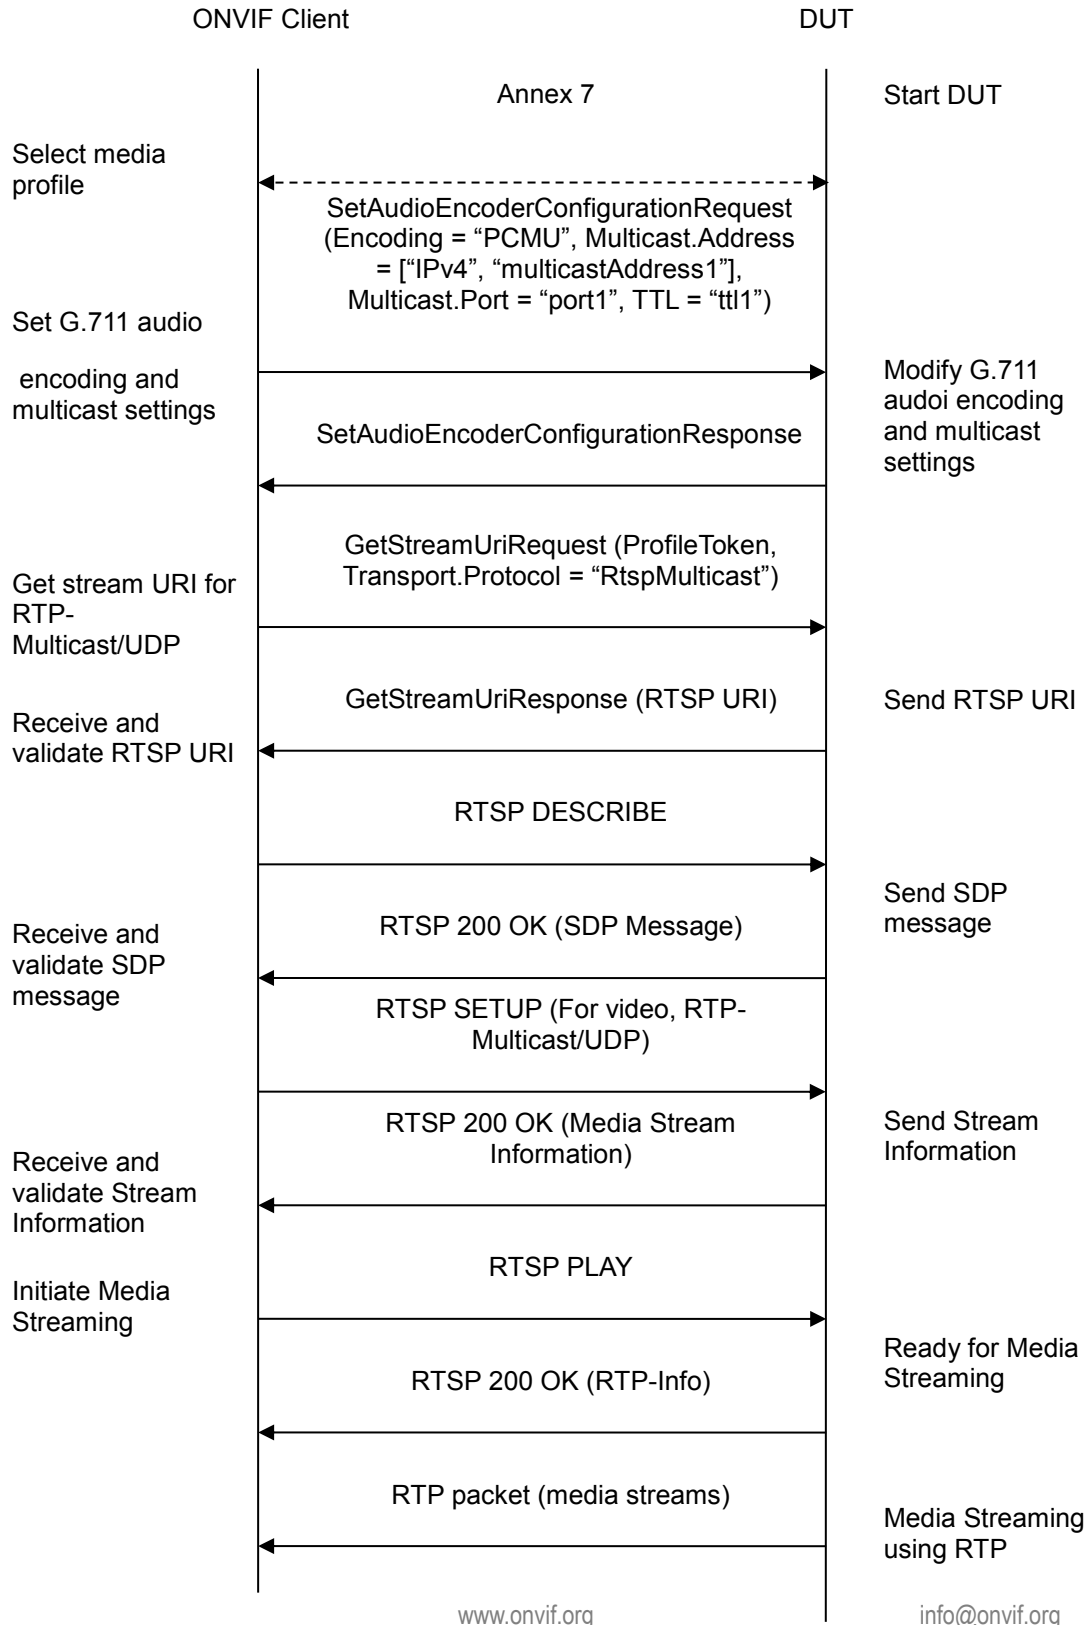 ONVIF Client
DUT
Annex 7
Start DUT
Select media
profile
SetAudioEncoderConfigurationRequest
(Encoding = “PCMU”, Multicast.Address
= [“IPv4”, “multicastAddress1”],
Multicast.Port = “port1”, TTL = “ttl1”)
Set G.711 audio
encoding and
multicast settings
Modify G.711
audoi encoding
and multicast
settings
SetAudioEncoderConfigurationResponse
GetStreamUriRequest (ProfileToken,
Transport.Protocol = “RtspMulticast”)
Get stream URI for
RTP-
Multicast/UDP
GetStreamUriResponse (RTSP URI)
Send RTSP URI
Receive and
validate RTSP URI
RTSP DESCRIBE
Send SDP
message
RTSP 200 OK (SDP Message)
Receive and
validate SDP
message
RTSP SETUP (For video, RTP-
Multicast/UDP)
RTSP 200 OK (Media Stream
Information)
Send Stream
Information
Receive and
validate Stream
Information
RTSP PLAY
Initiate Media
Streaming
Ready for Media
Streaming
RTSP 200 OK (RTP-Info)
RTP packet (media streams)
Media Streaming
using RTP
www.onvif.org
info@onvif.org